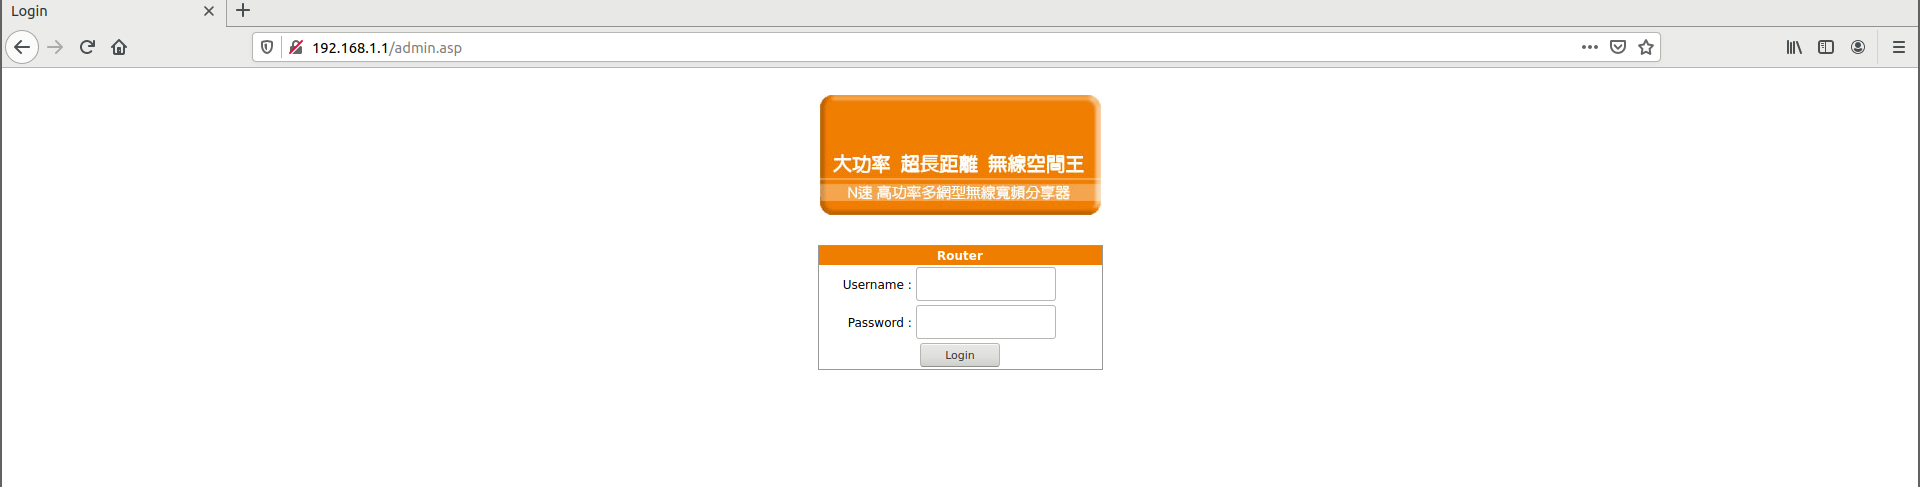 Login
192.168.1.1/admin.asp
大功率 超長距離 無線空間王
N速 高功率多網型無線寬頻分享器
Router
Username :
Password :
Login